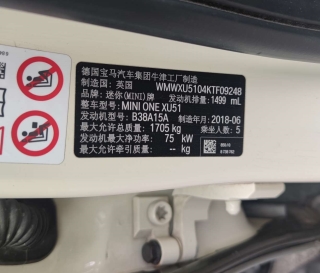 德国宝马汽车集团牛津工厂制造
制造国：英国 WMWXU5104KTF09248
品牌：迷你(MINI)牌 发动机排量：1499 mL
整车型号：MINI ONE XU51
发动机型号：B38A15A 制造年月：2018-06
最大允许总质量：1705 kg 乘坐人数：5
最大净功率：75 kW
最大允许牵引质量：-- kg